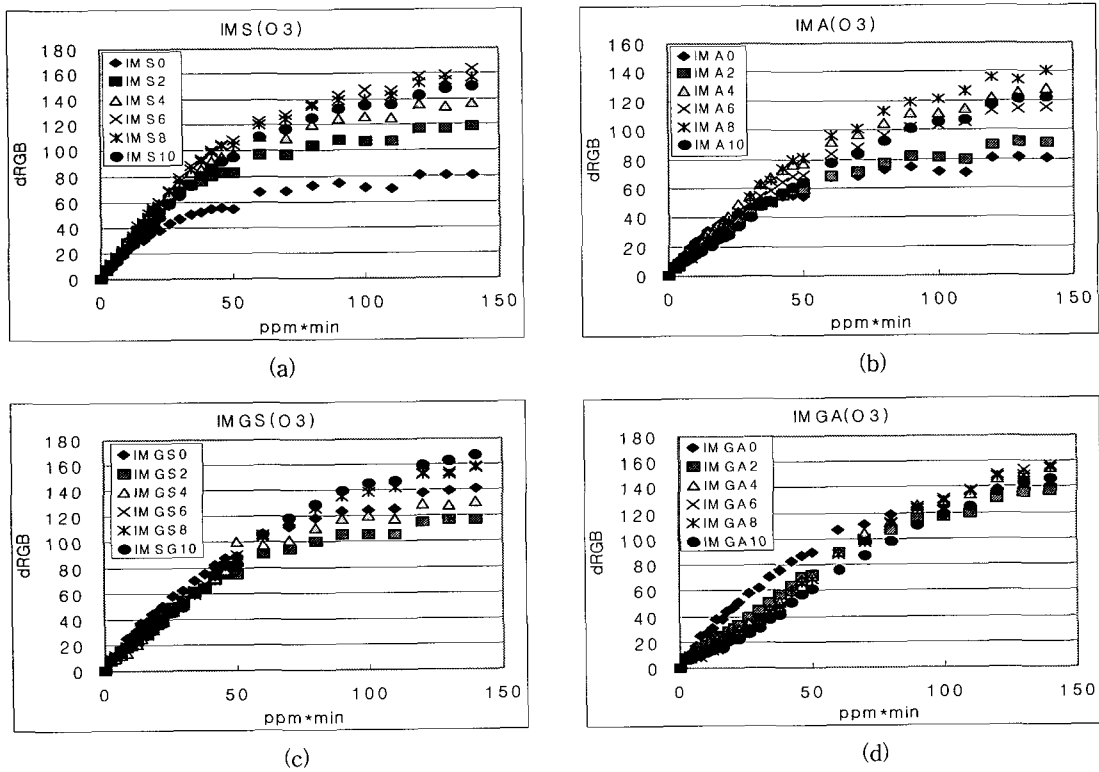 IMS(O3)
dRGB
180
160
140
120
100
80
60
40
20
0
IMS0
IMS2
IMS4
IMS6
IMS8
IMS10
0 50 100 150
ppm*min
(a)
IMA(O3)
dRGB
160
140
120
100
80
60
40
20
0
IMA0
IMA2
IMA4
IMA6
IMA8
IMA10
0 50 100 150
ppm*min
(b)
IMGS(O3)
dRGB
180
160
140
120
100
80
60
40
20
0
IMGS0
IMGS2
IMGS4
IMGS6
IMGS8
IMSG10
0 50 100 150
ppm*min
(c)
IMGA(O3)
dRGB
180
160
140
120
100
80
60
40
20
0
IMGA0
IMGA2
IMGA4
IMGA6
IMGA8
IMGA10
0 50 100 150
ppm*min
(d)